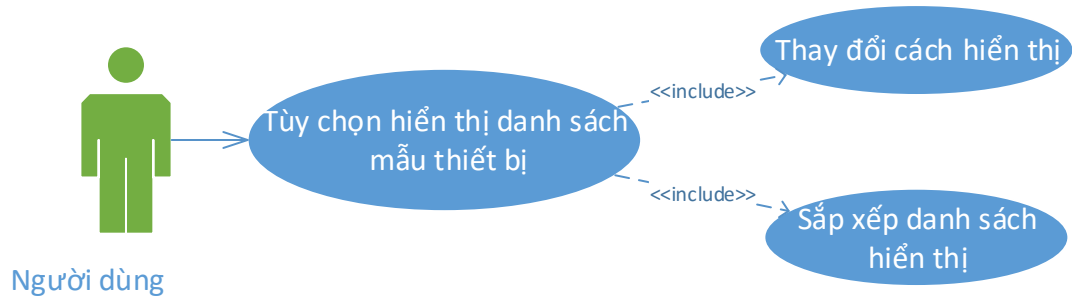 Thay đổi cách hiển thị
<<include>>
Tùy chọn hiển thị danh sách
mẫu thiết bị
<<include>>
Sắp xếp danh sách
hiển thị
Người dùng